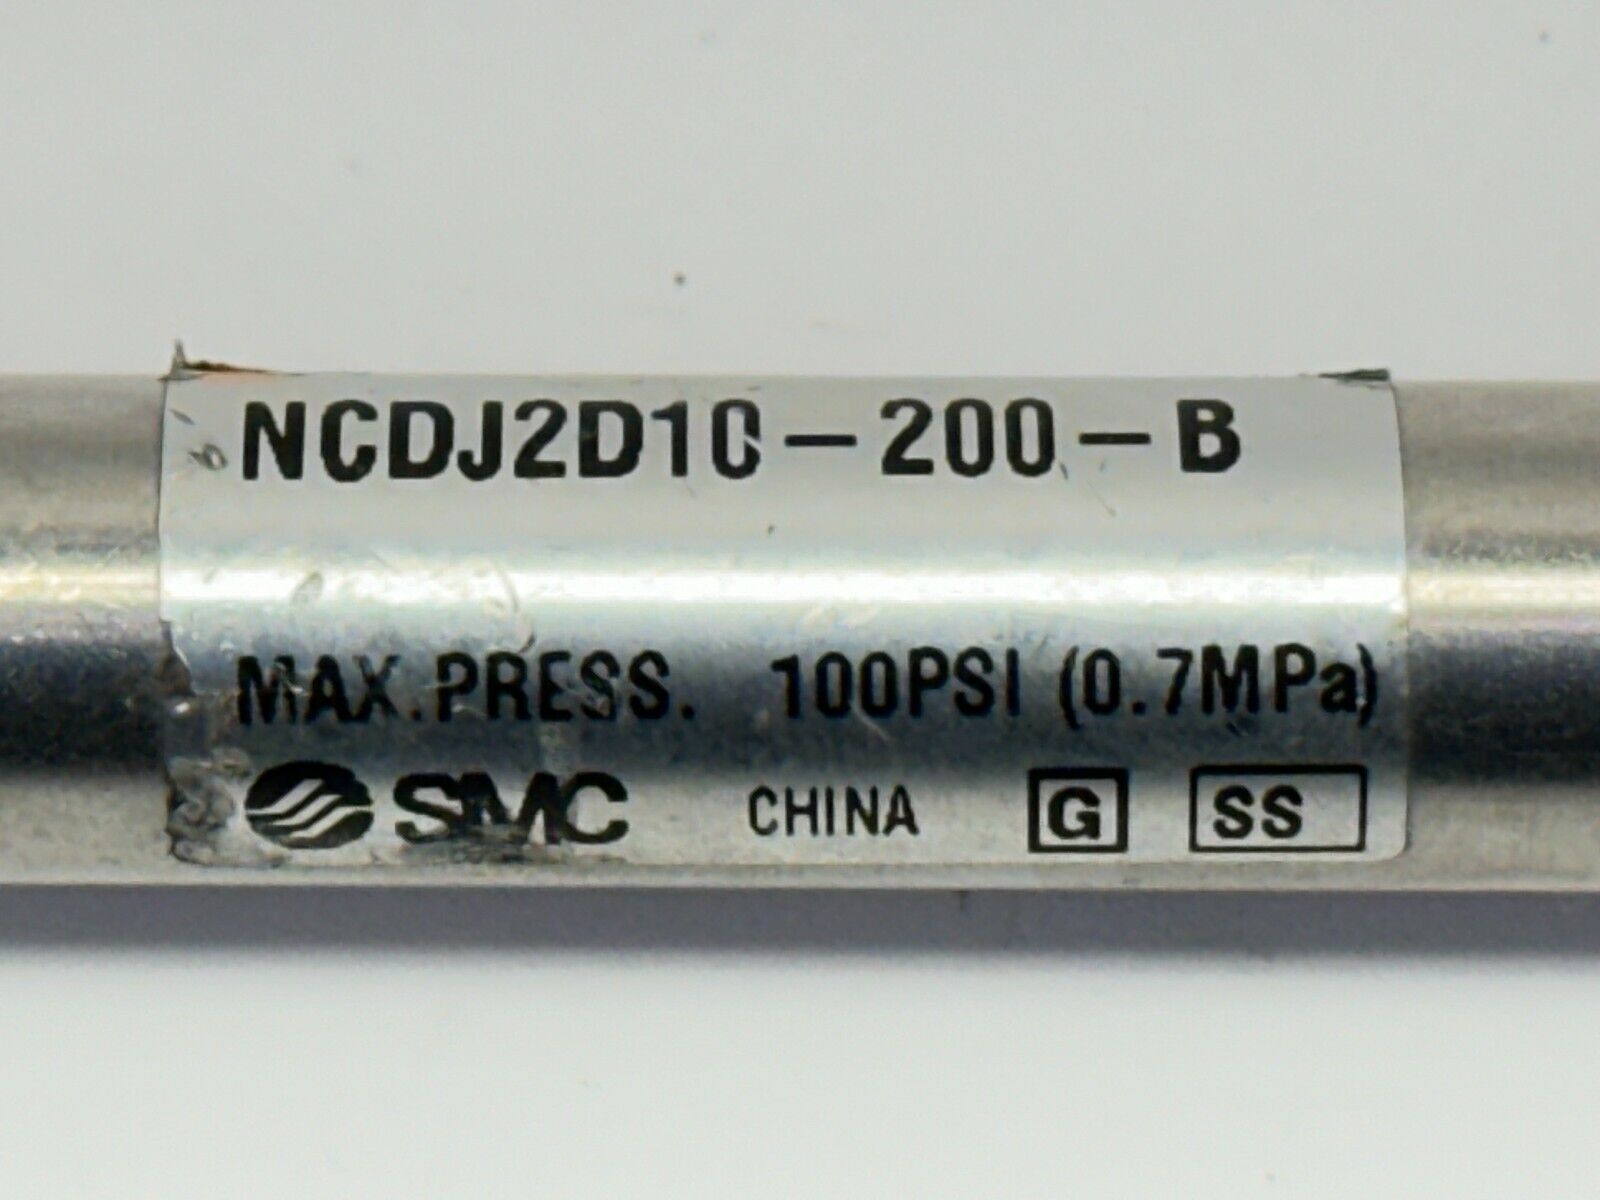 NCDJ2D10-200-B
MAX.PRESS. 100PSI (0.7MPa)
SMC CHINA G SS